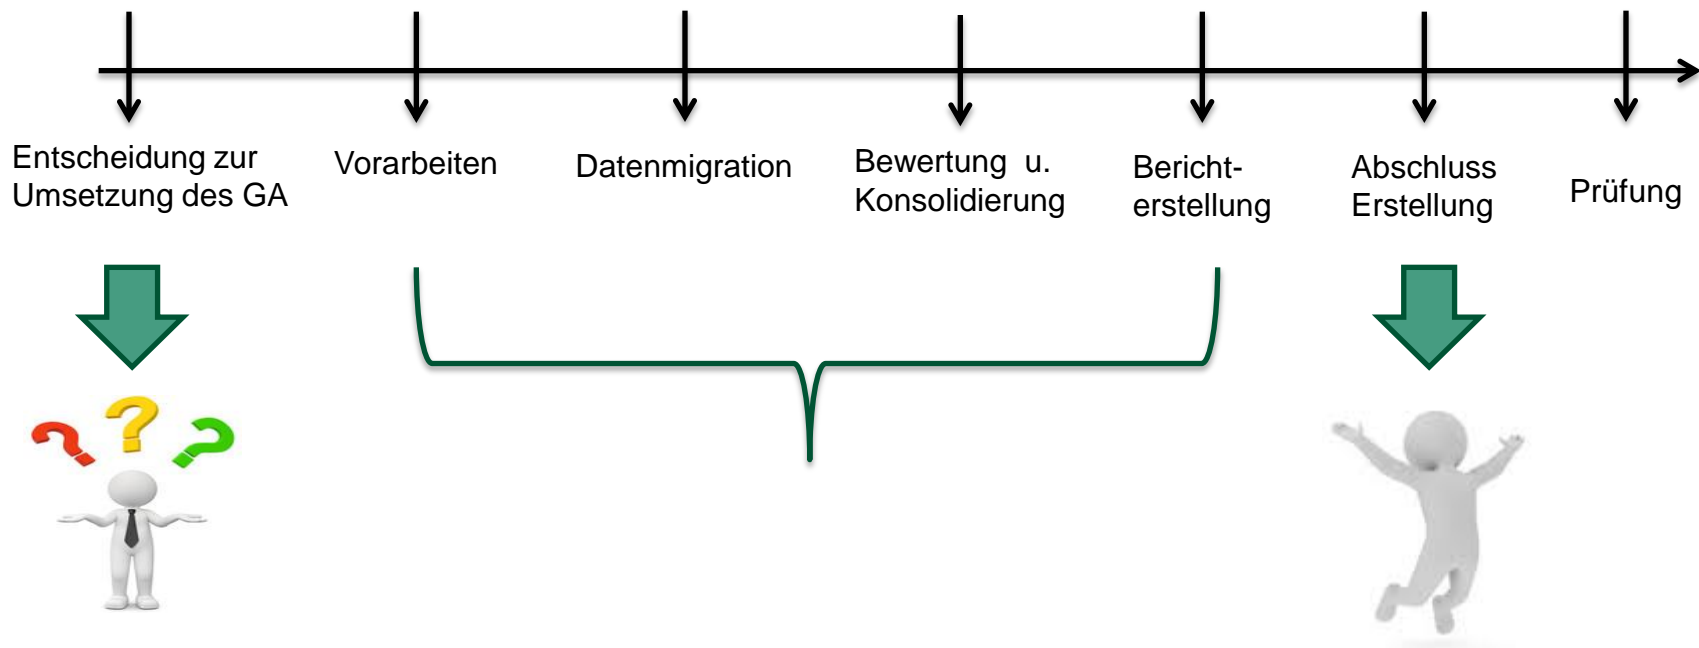 Entscheidung zur
Umsetzung des GA
Vorarbeiten
Datenmigration
Bewertung u.
Konsolidierung
Bericht-
erstellung
Abschluss
Erstellung
Prüfung